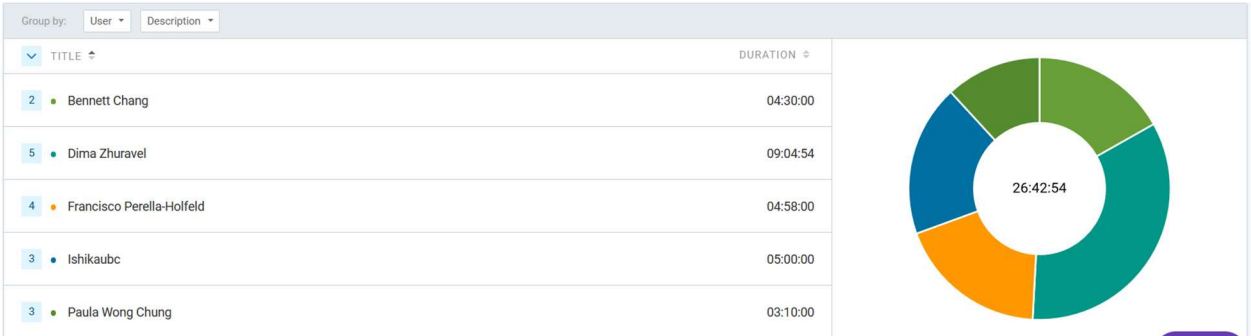 Group by: User Description
TITLE DURATION
2 Bennett Chang 04:30:00
5 Dima Zhuravel 09:04:54
4 Francisco Perella-Holfeld 04:58:00
3 Ishikaubc 05:00:00
3 Paula Wong Chung 03:10:00
26:42:54